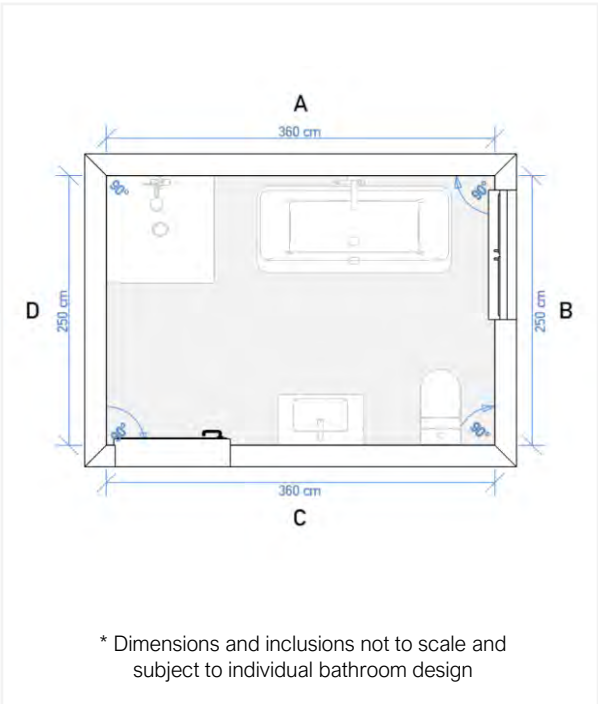 A
360 cm
90°
90°
D
250 cm
250 cm
B
90°
90°
360 cm
C
* Dimensions and inclusions not to scale and
subject to individual bathroom design